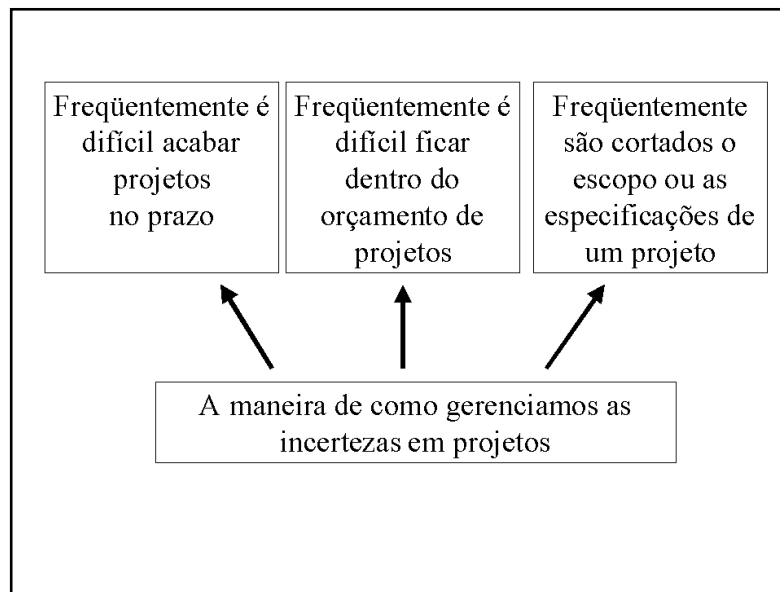 Freqüentemente é
difícil acabar
projetos
no prazo
Freqüentemente é
difícil ficar
dentro do
orçamento de
projetos
Freqüentemente
são cortados o
escopo ou as
especificações de
um projeto
A maneira de como gerenciamos as
incertezas em projetos